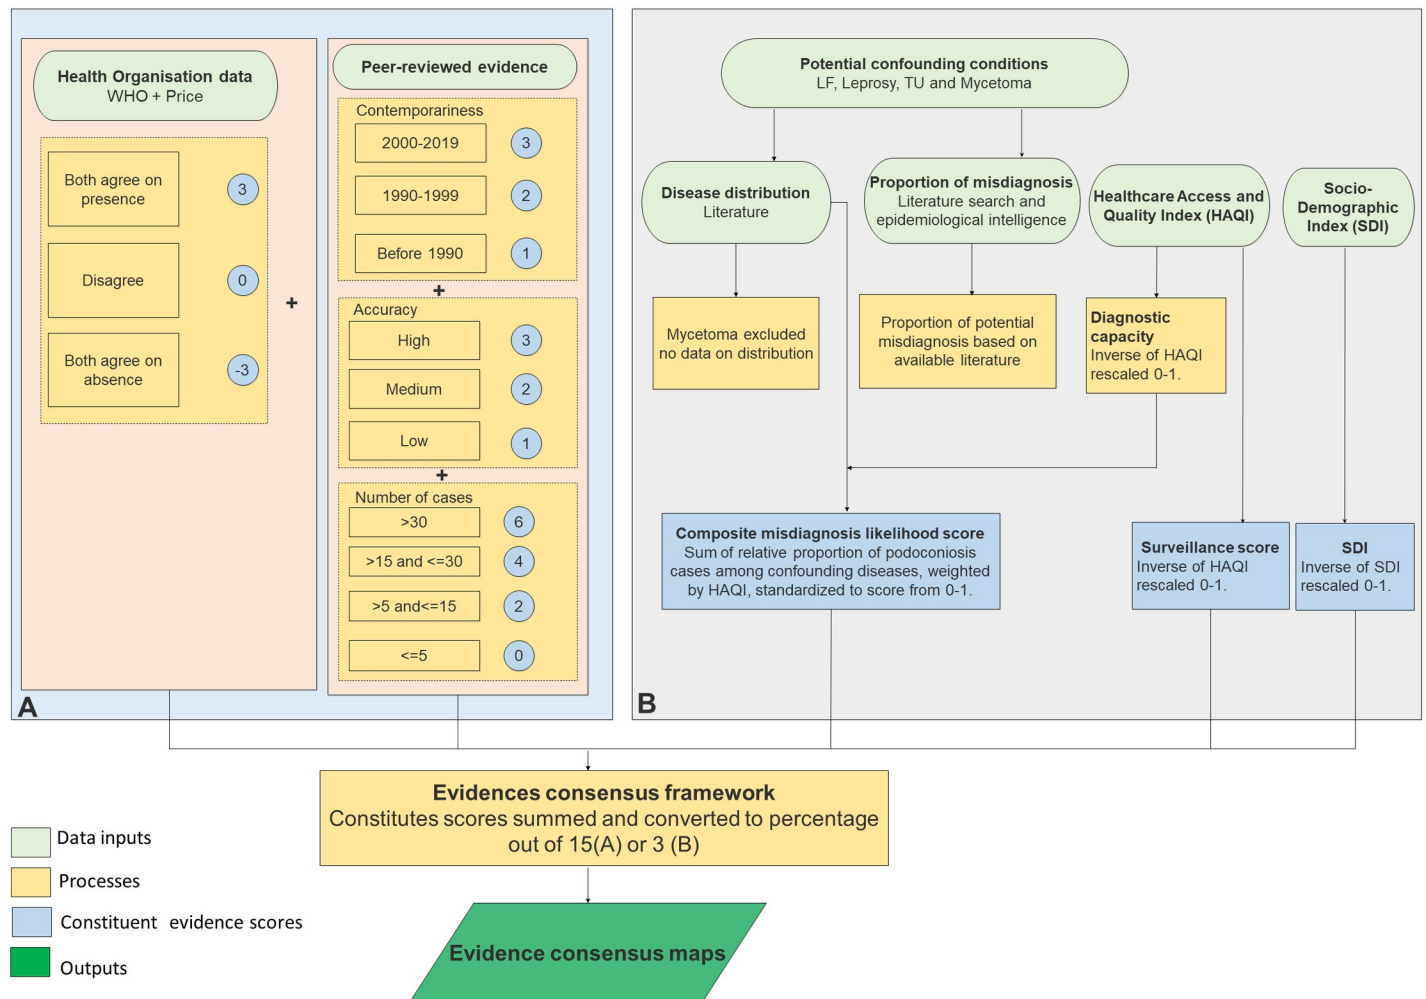 Health Organisation data
WHO + Price
Both agree on
presence
3
Disagree
0
Both agree on
absence
-3
+
Peer-reviewed evidence
Contemporariness
2000-2019
3
1990-1999
2
Before 1990
1
+
Accuracy
High
3
Medium
2
Low
1
+
Number of cases
>30
6
>15 and <=30
4
>5 and<=15
2
<=5
0
A
Potential confounding conditions
LF, Leprosy, TU and Mycetoma
Disease distribution
Literature
Proportion of misdiagnosis
Literature search and
epidemiological intelligence
Healthcare Access and
Quality Index (HAQI)
Socio-
Demographic
Index (SDI)
Mycetoma excluded
no data on distribution
Proportion of potential
misdiagnosis based on
available literature
Diagnostic
capacity
Inverse of HAQI
rescaled 0-1.
Composite misdiagnosis likelihood score
Sum of relative proportion of podoconiosis
cases among confounding diseases, weighted
by HAQI, standardized to score from 0-1.
Surveillance score
Inverse of HAQI
rescaled 0-1.
SDI
Inverse of SDI
rescaled 0-1.
B
Evidences consensus framework
Constitutes scores summed and converted to percentage
out of 15(A) or 3 (B)
Evidence consensus maps
Data inputs
Processes
Constituent evidence scores
Outputs